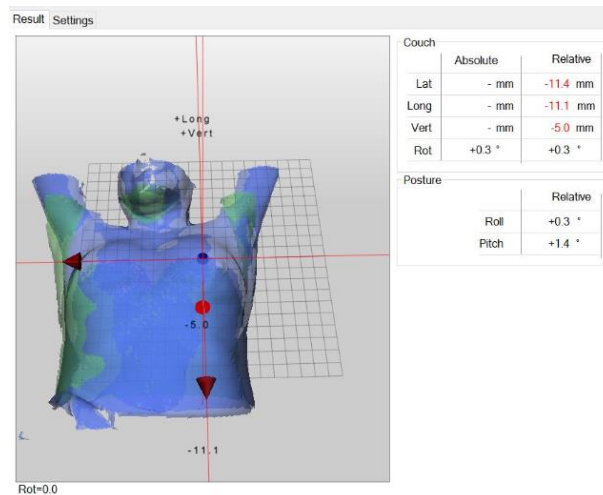 Result Settings
Couch
Absolute Relative
Lat - mm -11.4 mm
Long - mm -11.1 mm
Vert - mm -5.0 mm
Rot +0.3 ° +0.3 °
Posture
Relative
Roll +0.3 °
Pitch +1.4 °
+Long
+Vert
-5.0
-11.1
Rot=0.0